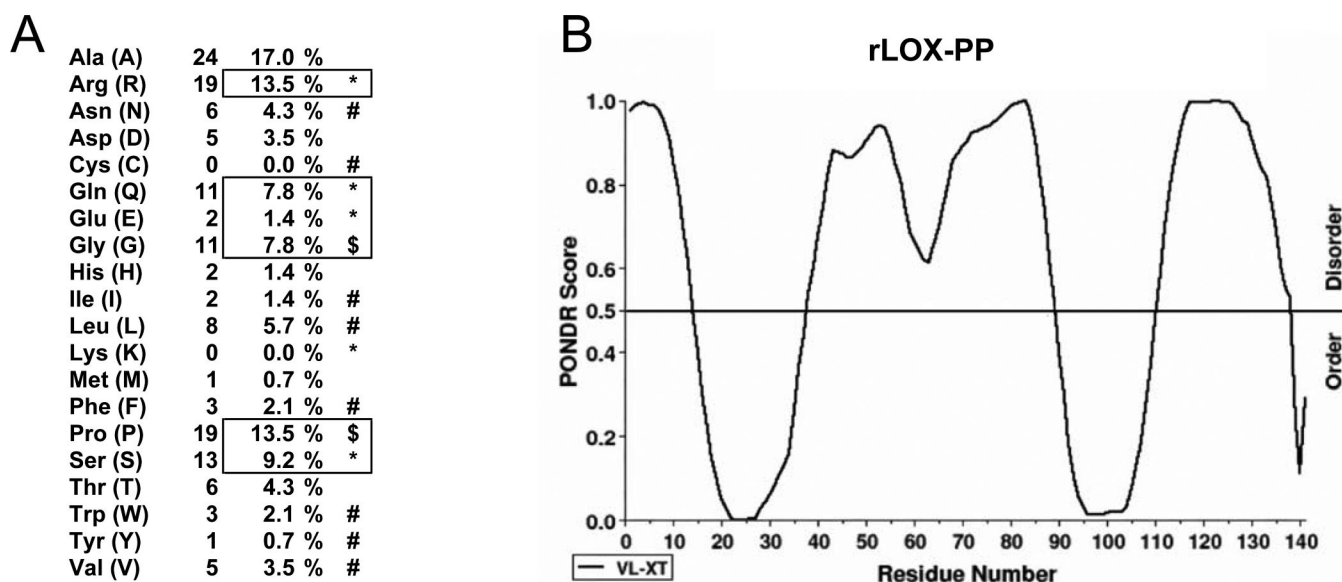 A
Ala (A) 24 17.0 %
Arg (R) 19 13.5 % *
Asn (N) 6 4.3 % #
Asp (D) 5 3.5 %
Cys (C) 0 0.0 % #
Gln (Q) 11 7.8 % *
Glu (E) 2 1.4 % *
Gly (G) 11 7.8 % $
His (H) 2 1.4 %
Ile (I) 2 1.4 % #
Leu (L) 8 5.7 % #
Lys (K) 0 0.0 % *
Met (M) 1 0.7 %
Phe (F) 3 2.1 % #
Pro (P) 19 13.5 % $
Ser (S) 13 9.2 % *
Thr (T) 6 4.3 %
Trp (W) 3 2.1 % #
Tyr (Y) 1 0.7 % #
Val (V) 5 3.5 % #
B
rLOX-PP
PONDR Score
1.0
0.8
0.6
0.5
0.4
0.2
0.0
Disorder
Order
0 10 20 30 40 50 60 70 80 90 100 110 120 130 140
Residue Number
VL-XT